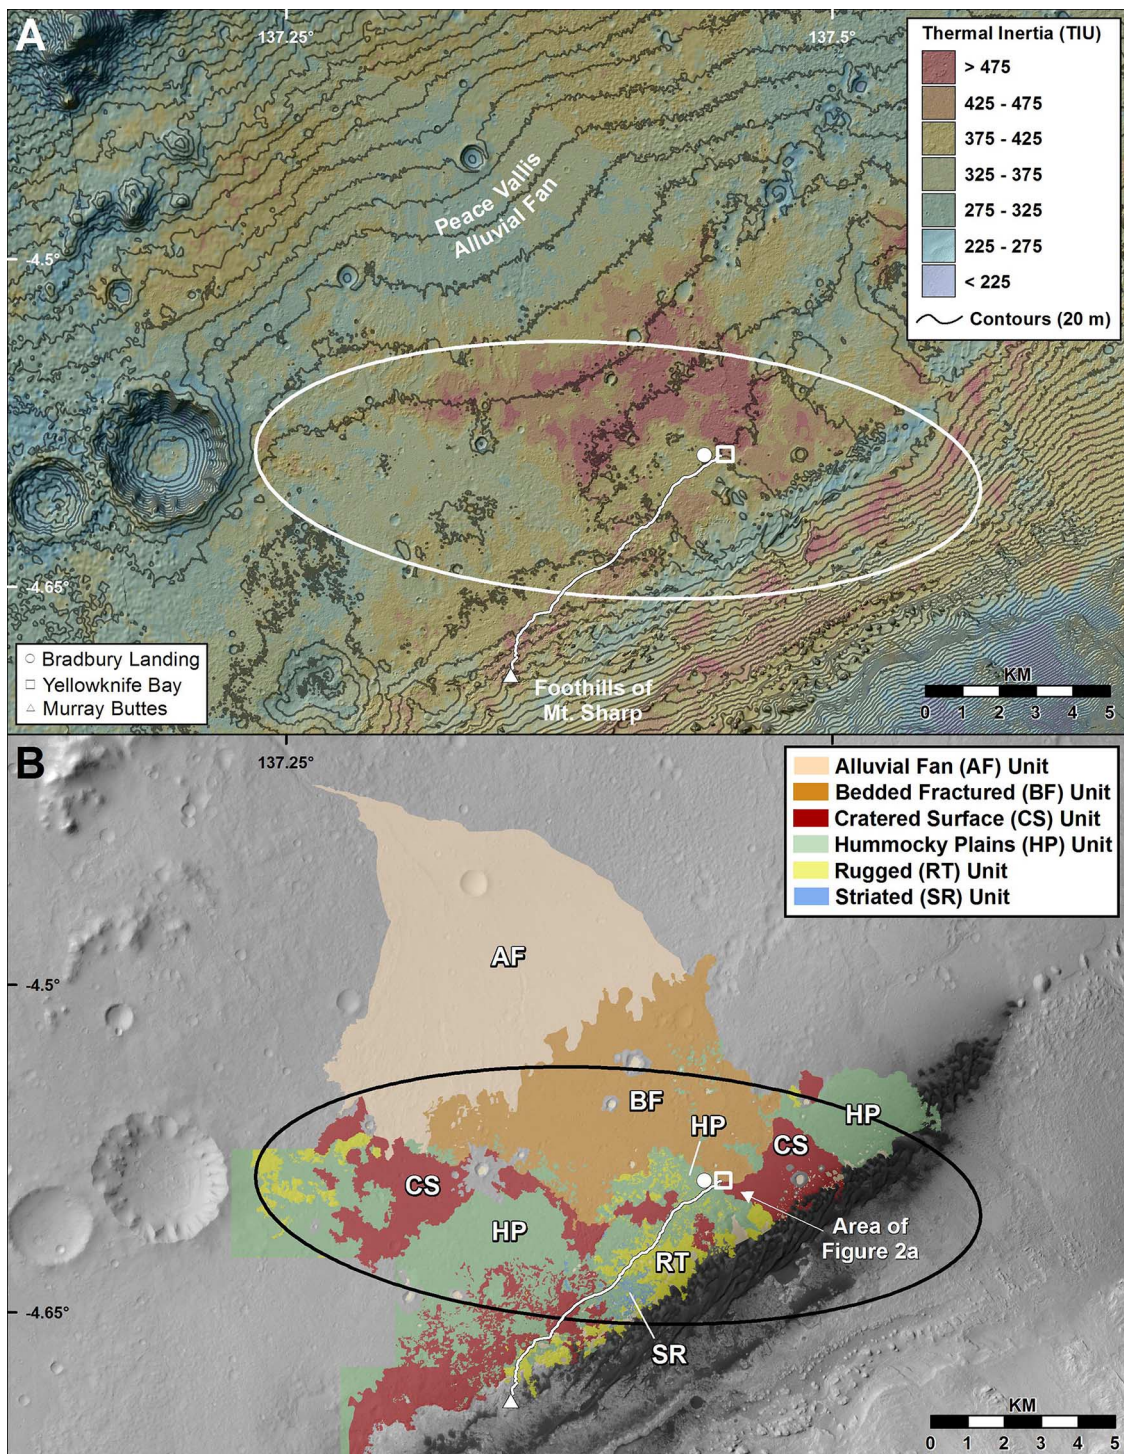 A
137.25°
137.5°
Thermal Inertia (TIU)
> 475
425 - 475
375 - 425
325 - 375
275 - 325
225 - 275
< 225
Contours (20 m)
Peace Vallis
Alluvial Fan
-4.5°
-4.65°
Bradbury Landing
Yellowknife Bay
Murray Buttes
Foothills of
Mt. Sharp
KM
0 1 2 3 4 5
B
137.25°
Alluvial Fan (AF) Unit
Bedded Fractured (BF) Unit
Cratered Surface (CS) Unit
Hummocky Plains (HP) Unit
Rugged (RT) Unit
Striated (SR) Unit
AF
-4.5°
BF
HP
HP
CS
CS
HP
Area of
Figure 2a
RT
-4.65°
SR
KM
0 1 2 3 4 5